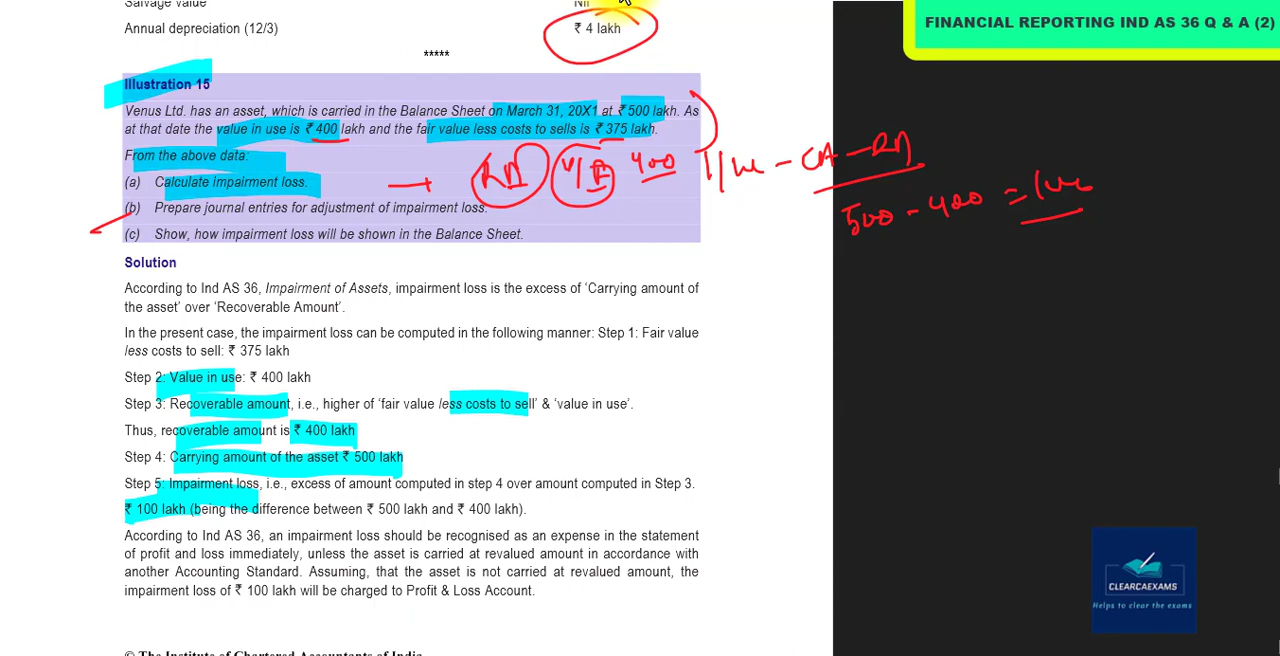 Salvage value Nil
FINANCIAL REPORTING IND AS 36 Q & A (2)
Annual depreciation (12/3) ₹ 4 lakh
*****
Illustration 15
Venus Ltd. has an asset, which is carried in the Balance Sheet on March 31, 20X1 at ₹ 500 lakh. As
at that date the value in use is ₹ 400 lakh and the fair value less costs to sells is ₹ 375 lakh.
From the above data:
(a) Calculate impairment loss.
(b) Prepare journal entries for adjustment of impairment loss.
(c) Show, how impairment loss will be shown in the Balance Sheet.
400
- CA - RA
500 - 400 =
Solution
According to Ind AS 36, Impairment of Assets, impairment loss is the excess of ‘Carrying amount of
the asset’ over ‘Recoverable Amount’.
In the present case, the impairment loss can be computed in the following manner: Step 1: Fair value
less costs to sell: ₹ 375 lakh
Step 2: Value in use: ₹ 400 lakh
Step 3: Recoverable amount, i.e., higher of ‘fair value less costs to sell’ & ‘value in use’.
Thus, recoverable amount is ₹ 400 lakh
Step 4: Carrying amount of the asset ₹ 500 lakh
Step 5: Impairment loss, i.e., excess of amount computed in step 4 over amount computed in Step 3.
₹ 100 lakh (being the difference between ₹ 500 lakh and ₹ 400 lakh).
According to Ind AS 36, an impairment loss should be recognised as an expense in the statement
of profit and loss immediately, unless the asset is carried at revalued amount in accordance with
another Accounting Standard. Assuming, that the asset is not carried at revalued amount, the
impairment loss of ₹ 100 lakh will be charged to Profit & Loss Account.
CLEARCAEXAMS
Helps to clear the exams
© The Institute of Chartered Accountants of India